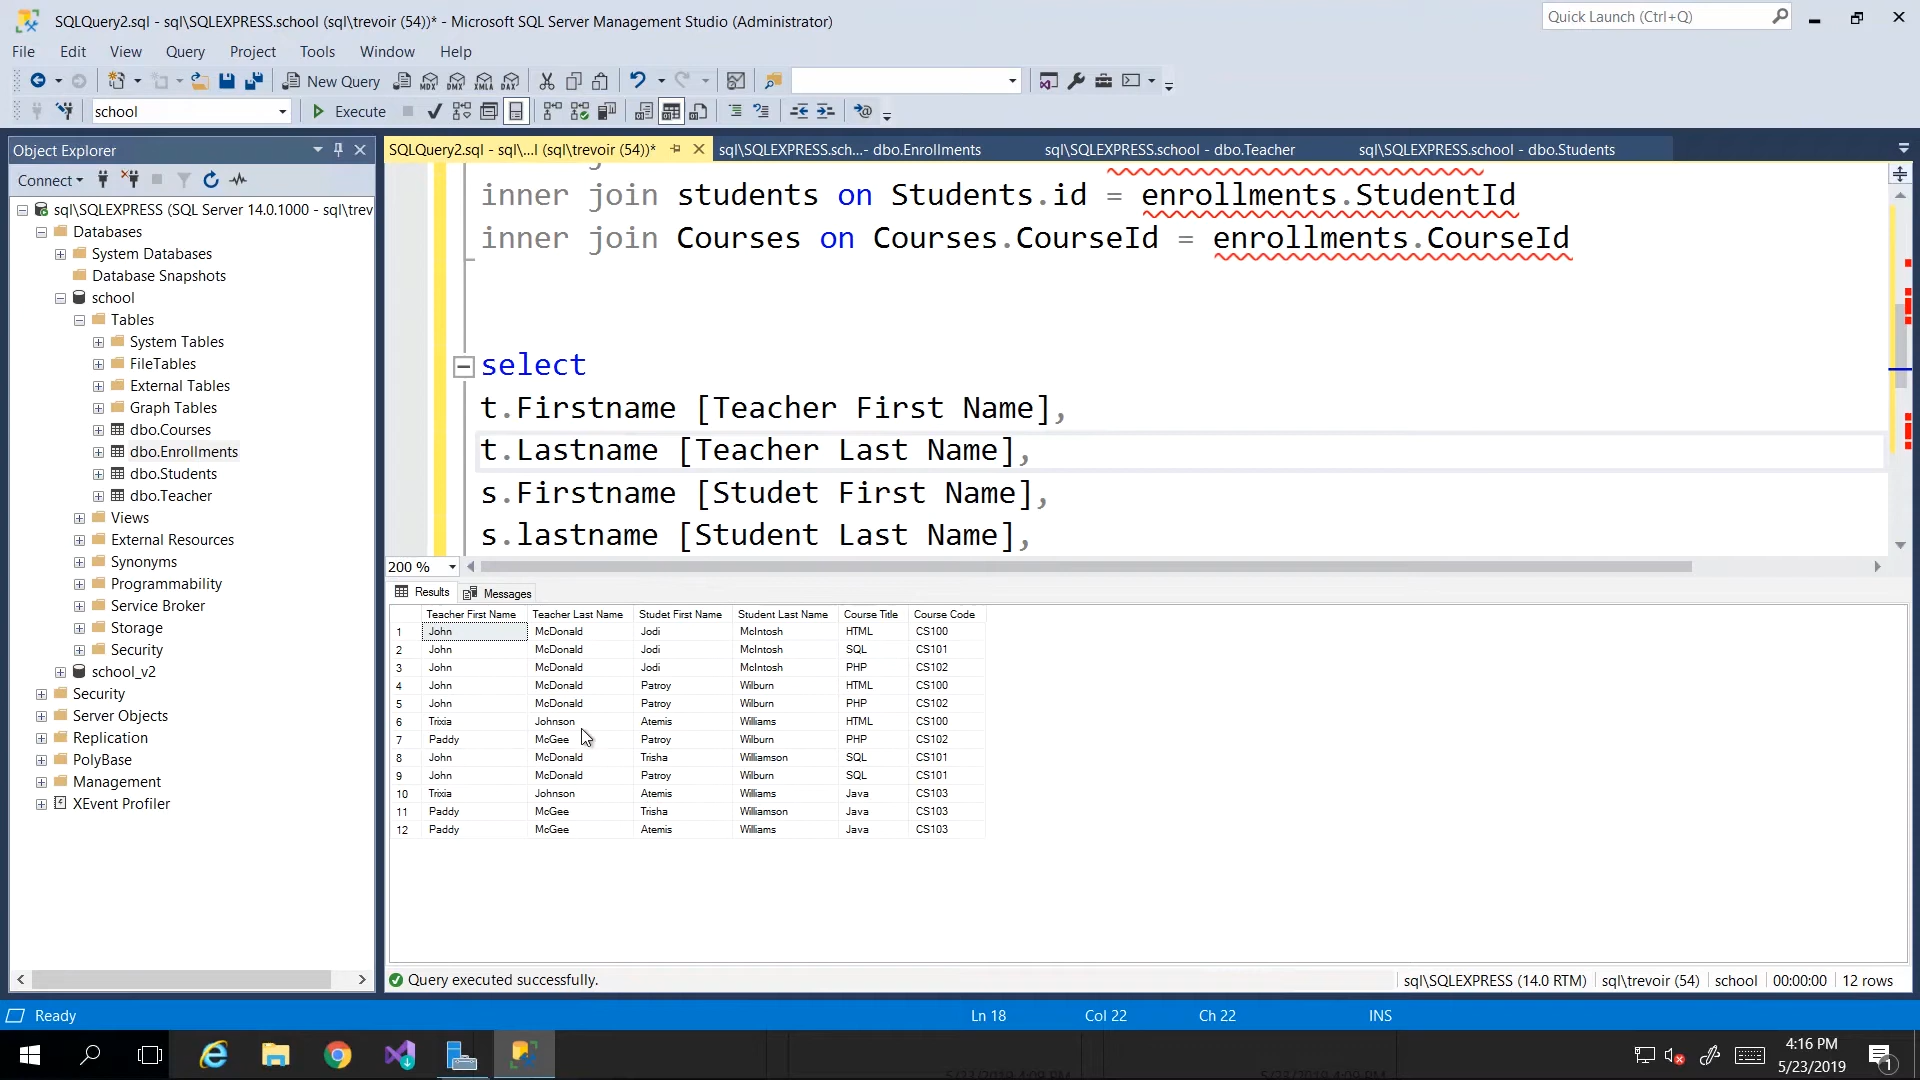 SQLQuery2.sql - sql\SQLEXPRESS.school (sql\trevoir (54))* - Microsoft SQL Server Management Studio (Administrator)
Quick Launch (Ctrl+Q)
File Edit View Query Project Tools Window Help
New Query
MDX DMX XMLA DAX
school
Execute
Object Explorer
SQLQuery2.sql - sql\...l (sql\trevoir (54))*
sql\SQLEXPRESS.sch...- dbo.Enrollments
sql\SQLEXPRESS.school - dbo.Teacher
sql\SQLEXPRESS.school - dbo.Students
Connect
sql\SQLEXPRESS (SQL Server 14.0.1000 - sql\trev
Databases
System Databases
Database Snapshots
school
Tables
System Tables
FileTables
External Tables
Graph Tables
dbo.Courses
dbo.Enrollments
dbo.Students
dbo.Teacher
Views
External Resources
Synonyms
Programmability
Service Broker
Storage
Security
school_v2
Security
Server Objects
Replication
PolyBase
Management
XEvent Profiler
inner join students on Students.id = enrollments.StudentId
inner join Courses on Courses.CourseId = enrollments.CourseId
select
t.Firstname [Teacher First Name],
t.Lastname [Teacher Last Name],
s.Firstname [Studet First Name],
s.lastname [Student Last Name],
200 %
Results Messages
Teacher First Name Teacher Last Name Studet First Name Student Last Name Course Title Course Code
1 John McDonald Jodi McIntosh HTML CS100
2 John McDonald Jodi McIntosh SQL CS101
3 John McDonald Jodi McIntosh PHP CS102
4 John McDonald Patroy Wilburn HTML CS100
5 John McDonald Patroy Wilburn PHP CS102
6 Trixia Johnson Atemis Williams HTML CS100
7 Paddy McGee Patroy Wilburn PHP CS102
8 John McDonald Trisha Williamson SQL CS101
9 John McDonald Patroy Wilburn SQL CS101
10 Trixia Johnson Atemis Williams Java CS103
11 Paddy McGee Trisha Williamson Java CS103
12 Paddy McGee Atemis Williams Java CS103
Query executed successfully.
sql\SQLEXPRESS (14.0 RTM) sql\trevoir (54) school 00:00:00 12 rows
Ready
Ln 18 Col 22 Ch 22 INS
4:16 PM
5/23/2019
1